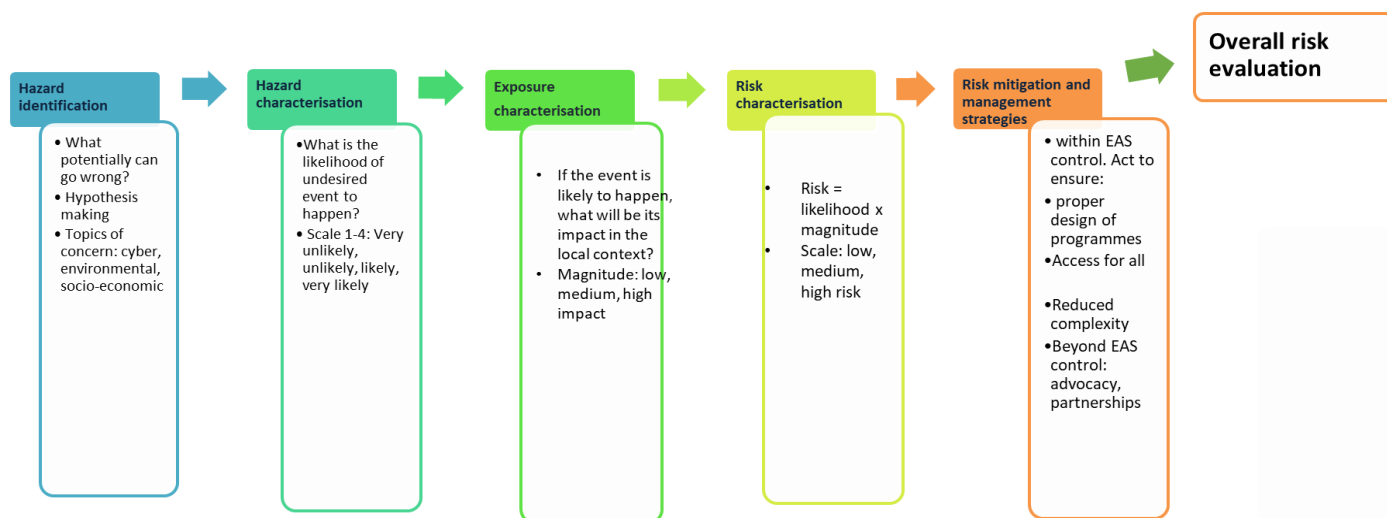 Hazard
identification
• What
potentially can
go wrong?
• Hypothesis
making
• Topics of
concern: cyber,
environmental,
socio-economic
Hazard
characterisation
•What is the
likelihood of
undesired
event to
happen?
• Scale 1-4: Very
unlikely,
unlikely, likely,
very likely
Exposure
characterisation
• If the event is
likely to happen,
what will be its
impact in the
local context?
• Magnitude: low,
medium, high
impact
Risk
characterisation
• Risk =
likelihood x
magnitude
• Scale: low,
medium,
high risk
Risk mitigation and
management
strategies
• within EAS
control. Act to
ensure:
• proper
design of
programmes
•Access for all
•Reduced
complexity
•Beyond EAS
control:
advocacy,
partnerships
Overall risk
evaluation